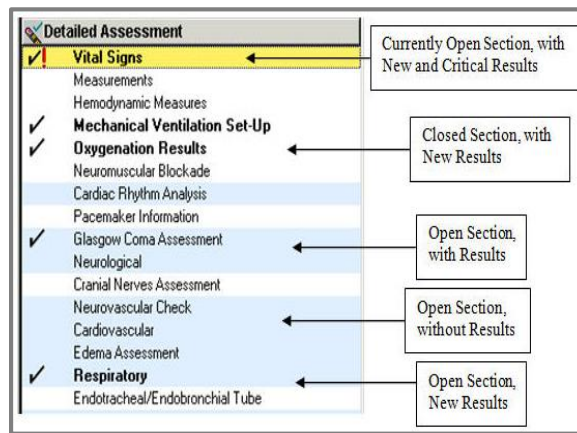 Detailed Assessment
Vital Signs
Measurements
Hemodynamic Measures
Mechanical Ventilation Set-Up
Oxygenation Results
Neuromuscular Blockade
Cardiac Rhythm Analysis
Pacemaker Information
Glasgow Coma Assessment
Neurological
Cranial Nerves Assessment
Neurovascular Check
Cardiovascular
Edema Assessment
Respiratory
Endotracheal/Endobronchial Tube
Currently Open Section, with
New and Critical Results
Closed Section, with
New Results
Open Section,
with Results
Open Section,
without Results
Open Section,
New Results